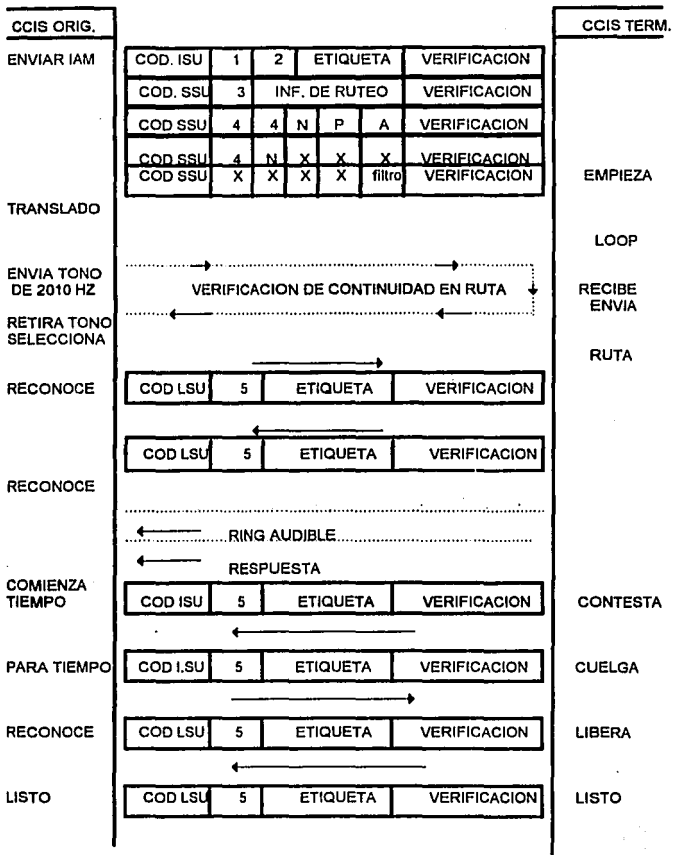 CCIS ORIG. CCIS TERM.
ENVIAR IAM COD. ISU 1 2 ETIQUETA VERIFICACION
COD. SSU 3 INF. DE RUTEO VERIFICACION
COD SSU 4 4 N P A VERIFICACION
COD SSU 4 N X X X VERIFICACION
COD SSU X X X X filtro VERIFICACION EMPIEZA
TRANSLADO
LOOP
ENVIA TONO
DE 2010 HZ VERIFICACION DE CONTINUIDAD EN RUTA RECIBE
ENVIA
RETIRA TONO
SELECCIONA
RUTA
RECONOCE COD LSU 5 ETIQUETA VERIFICACION
COD LSU 5 ETIQUETA VERIFICACION
RECONOCE
RING AUDIBLE
RESPUESTA
COMIENZA
TIEMPO COD ISU 5 ETIQUETA VERIFICACION CONTESTA
PARA TIEMPO COD I.SU 5 ETIQUETA VERIFICACION CUELGA
RECONOCE COD LSU 5 ETIQUETA VERIFICACION LIBERA
LISTO COD LSU 5 ETIQUETA VERIFICACION LISTO